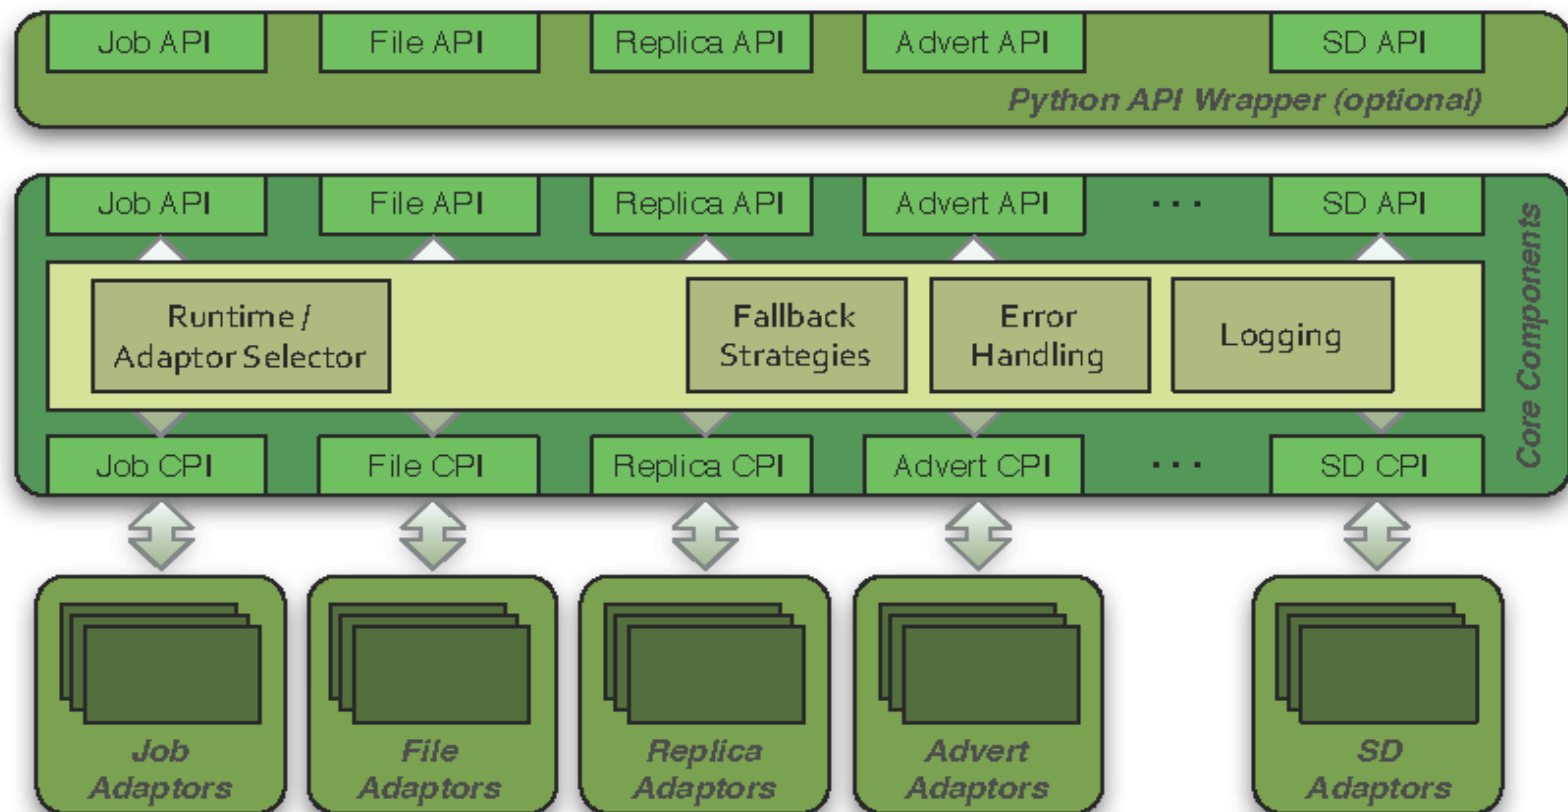 Job API
File API
Replica API
Advert API
SD API
Python API Wrapper (optional)
Job API
File API
Replica API
Advert API
...
SD API
Core Components
Runtime /
Adaptor Selector
Fallback
Strategies
Error
Handling
Logging
Job CPI
File CPI
Replica CPI
Advert CPI
...
SD CPI
Job
Adaptors
File
Adaptors
Replica
Adaptors
Advert
Adaptors
SD
Adaptors